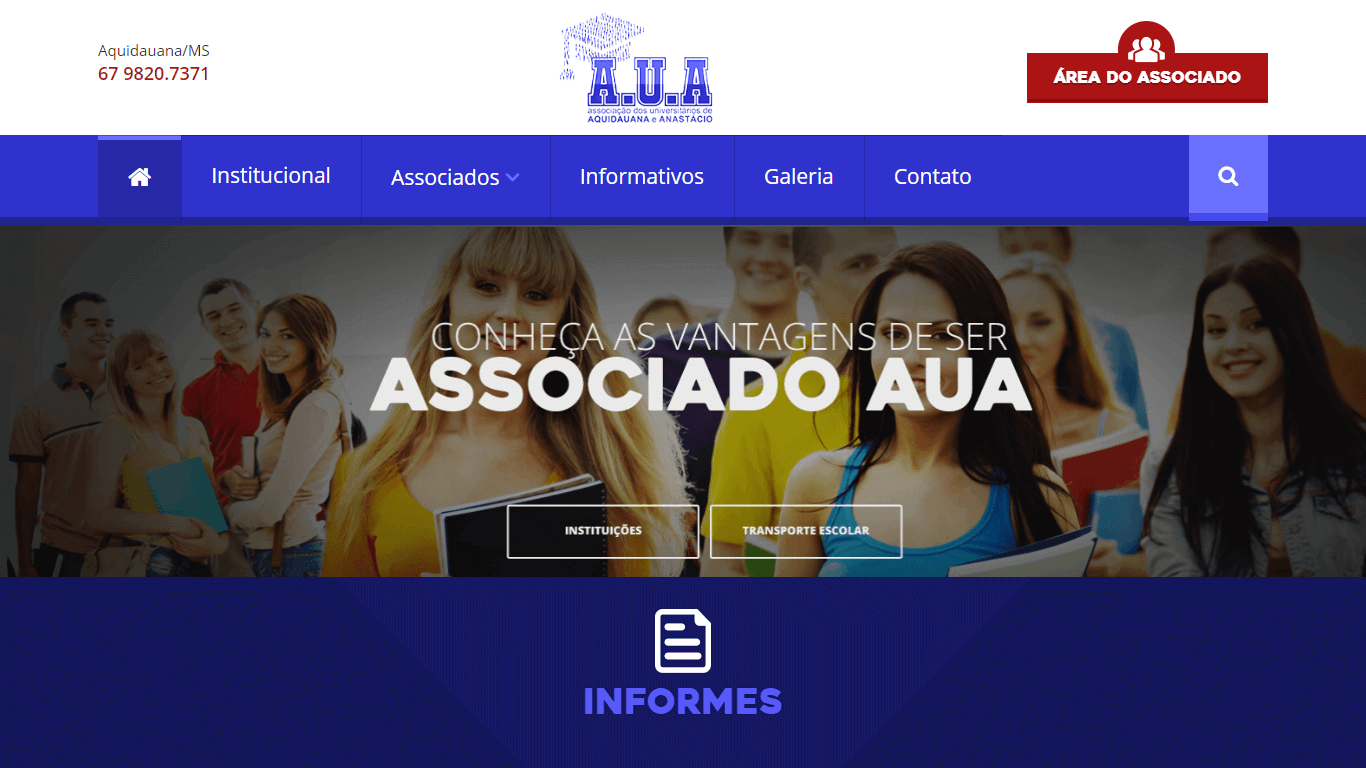 Aquidauana/MS
67 9820.7371
A.U.A
associação dos universitários de
AQUIDAUANA e ANASTÁCIO
ÁREA DO ASSOCIADO
Institucional
Associados
Informativos
Galeria
Contato
CONHEÇA AS VANTAGENS DE SER
ASSOCIADO AUA
INSTITUIÇÕES
TRANSPORTE ESCOLAR
INFORMES